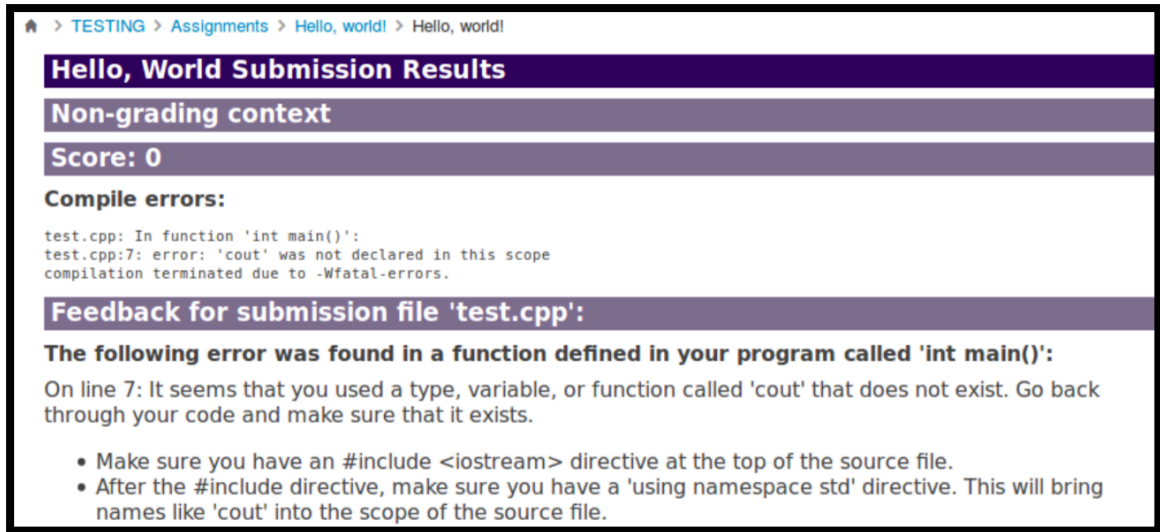 > TESTING > Assignments > Hello, world! > Hello, world!
Hello, World Submission Results
Non-grading context
Score: 0
Compile errors:
test.cpp: In function 'int main()':
test.cpp:7: error: 'cout' was not declared in this scope
compilation terminated due to -Wfatal-errors.
Feedback for submission file 'test.cpp':
The following error was found in a function defined in your program called 'int main()':
On line 7: It seems that you used a type, variable, or function called 'cout' that does not exist. Go back
through your code and make sure that it exists.
• Make sure you have an #include <iostream> directive at the top of the source file.
• After the #include directive, make sure you have a 'using namespace std' directive. This will bring
names like 'cout' into the scope of the source file.